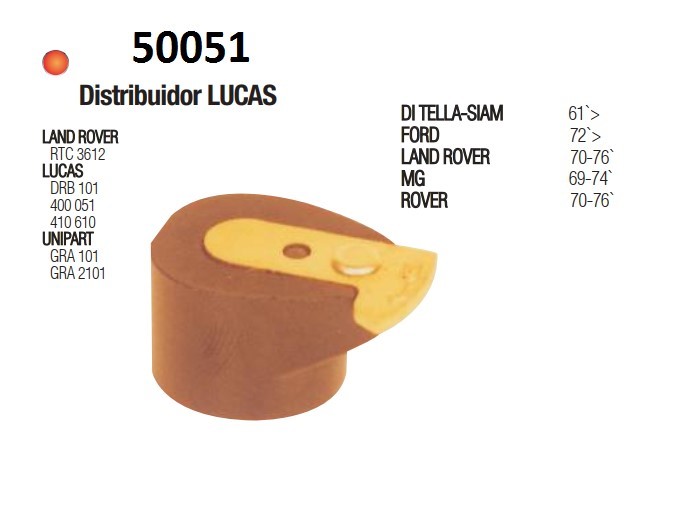 50051
Distribuidor LUCAS
LAND ROVER
RTC 3612
LUCAS
DRB 101
400 051
410 610
UNIPART
GRA 101
GRA 2101
DI TELLA-SIAM 61`>
FORD 72`>
LAND ROVER 70-76`
MG 69-74`
ROVER 70-76`